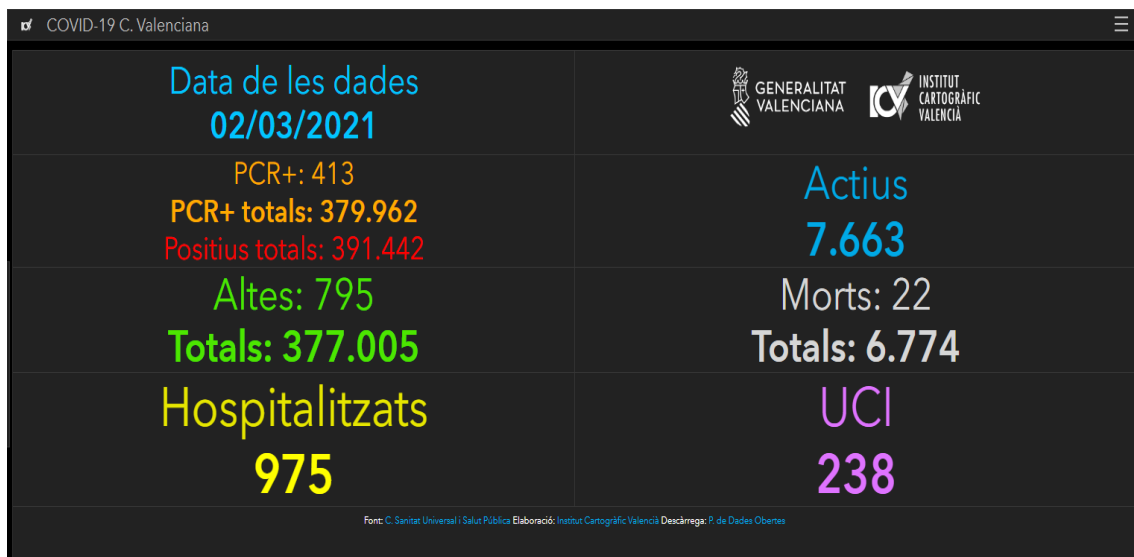 COVID-19 C. Valenciana
Data de les dades
02/03/2021
GENERALITAT
VALENCIANA
INSTITUT
CARTOGRÀFIC
VALENCIÀ
PCR+: 413
PCR+ totals: 379.962
Positius totals: 391.442
Actius
7.663
Altes: 795
Totals: 377.005
Morts: 22
Totals: 6.774
Hospitalitzats
975
UCI
238
Font: C. Sanitat Universal i Salut Pública Elaboració: Institut Cartogràfic Valencià Descàrrega: P. de Dades Obertes